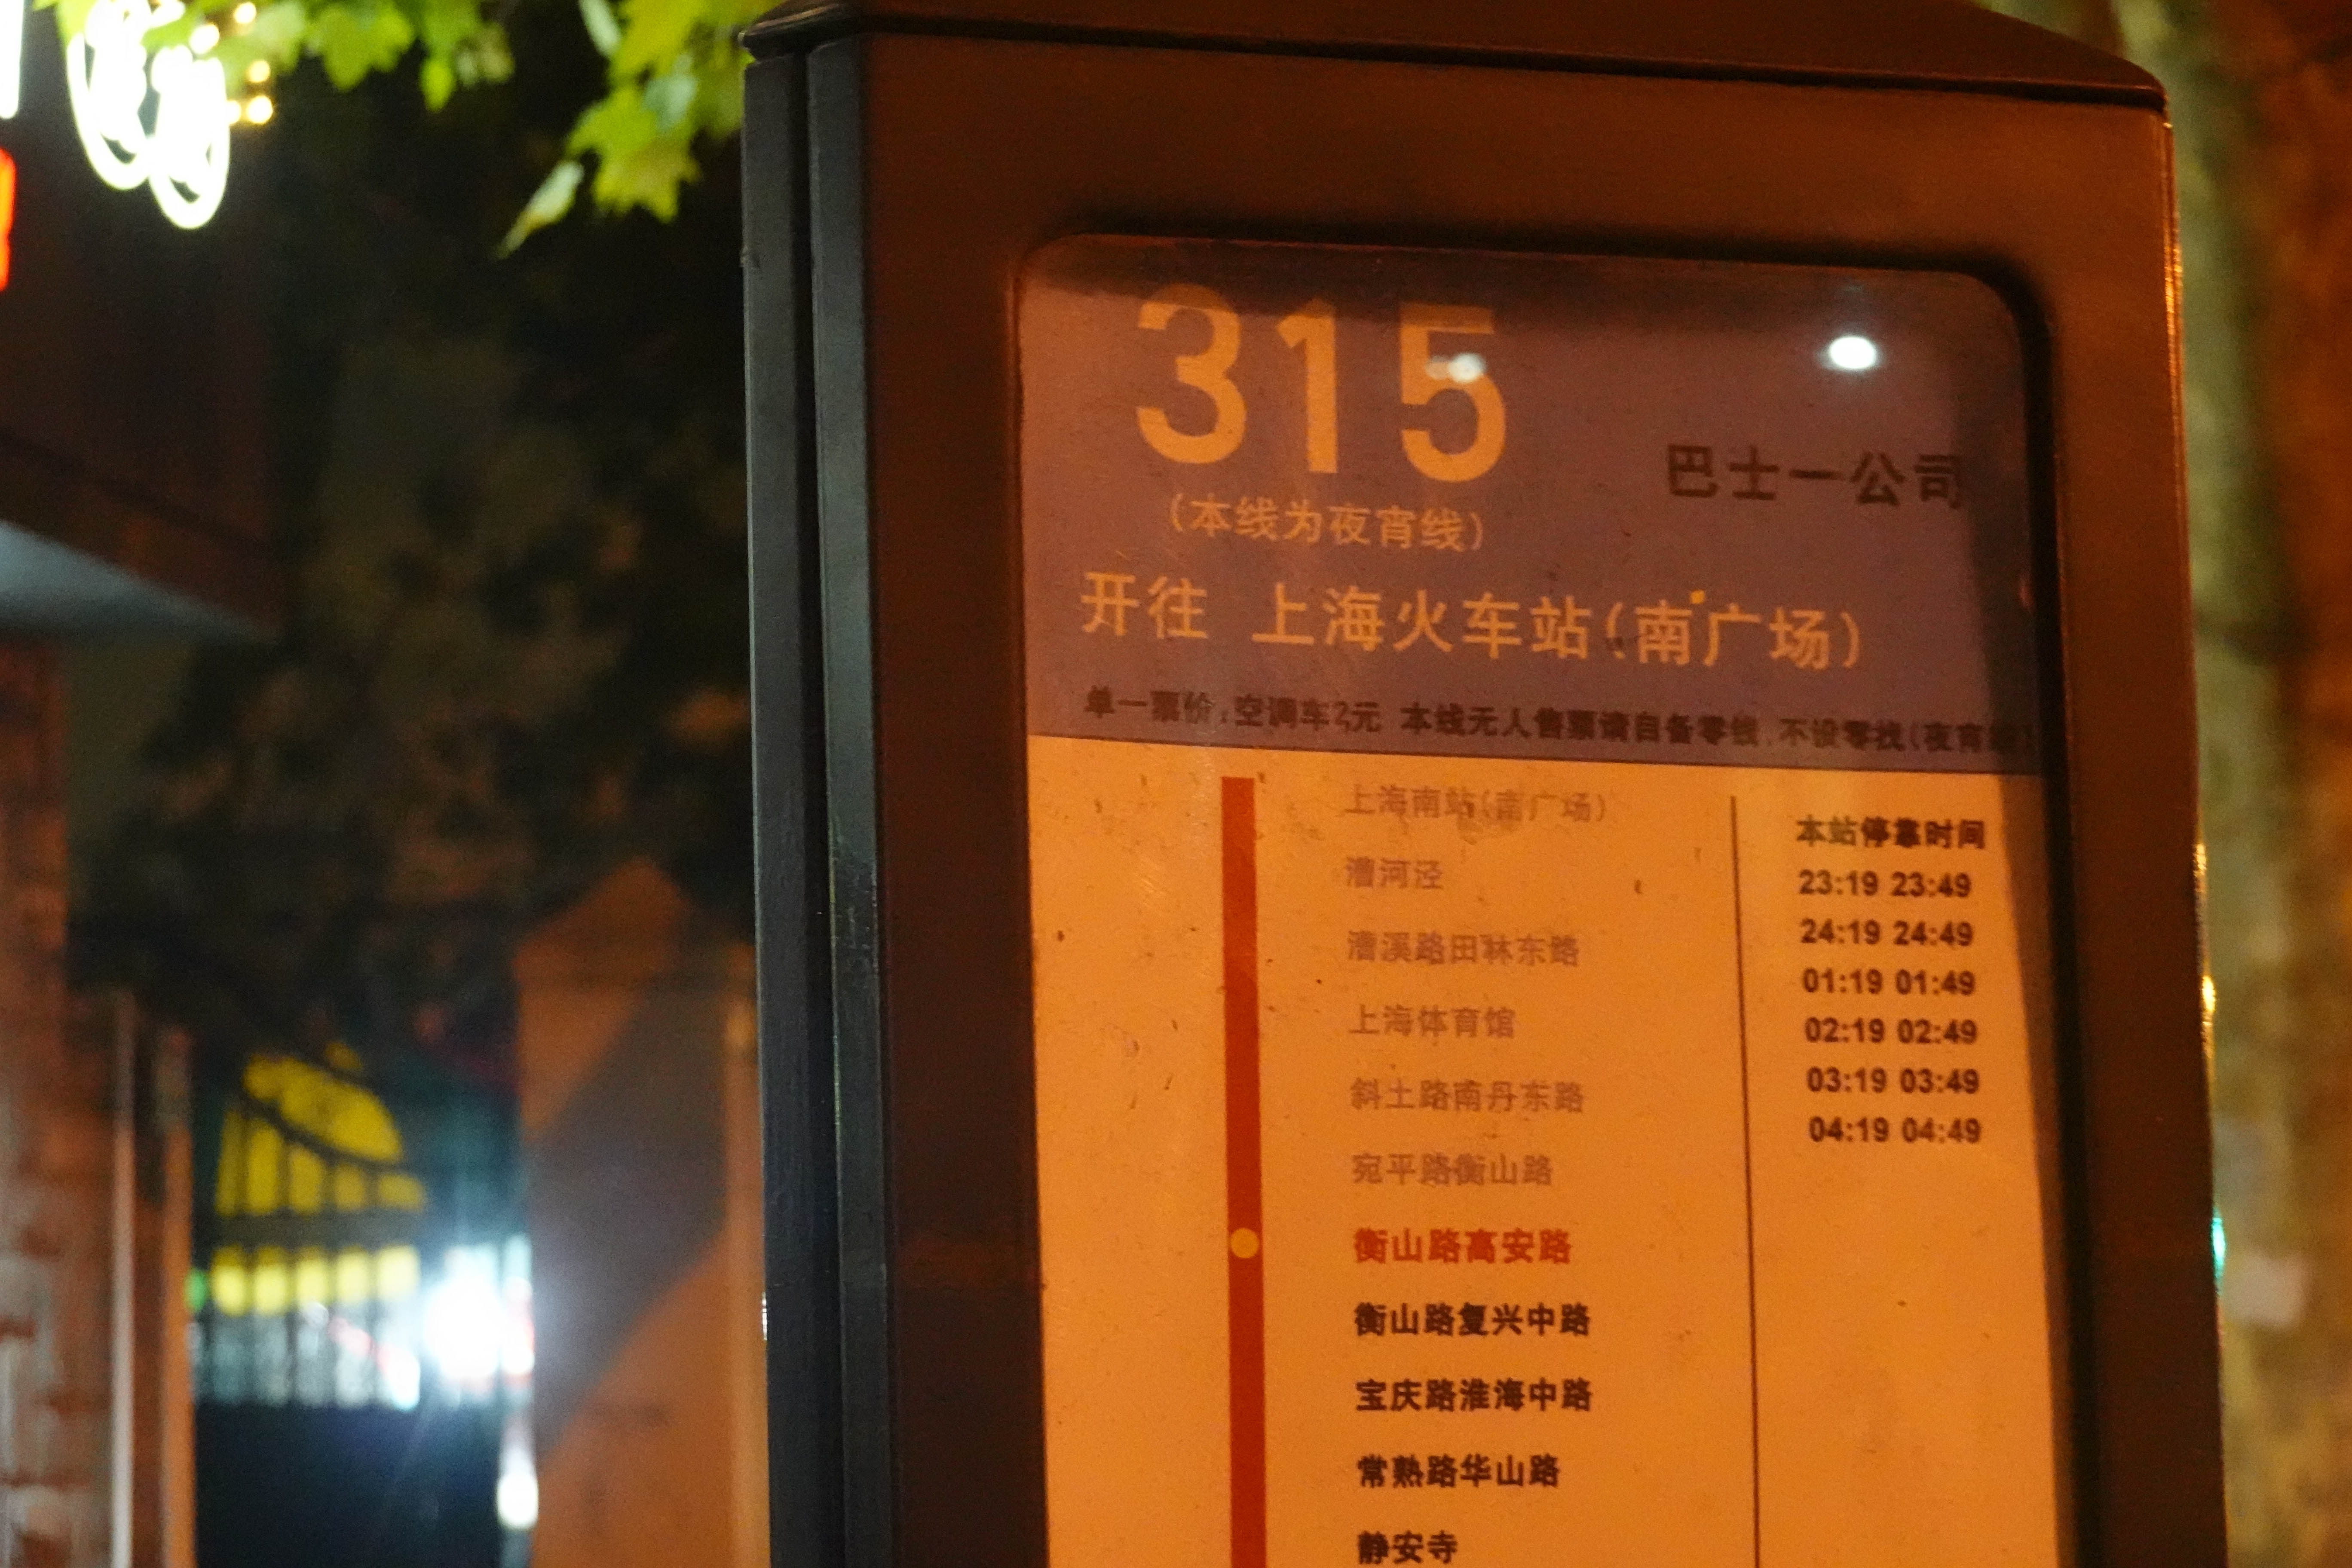 315
巴士一公司
(本线为夜宵线)
开往 上海火车站(南广场)
单一票价,空调车2元 本线无人售票请自备零钱,不设零找(夜宵线)
上海南站(南广场)
漕河泾
漕溪路田林东路
上海体育馆
斜土路南丹东路
宛平路衡山路
衡山路高安路
衡山路复兴中路
宝庆路淮海中路
常熟路华山路
静安寺
本站停靠时间
23:19 23:49
24:19 24:49
01:19 01:49
02:19 02:49
03:19 03:49
04:19 04:49